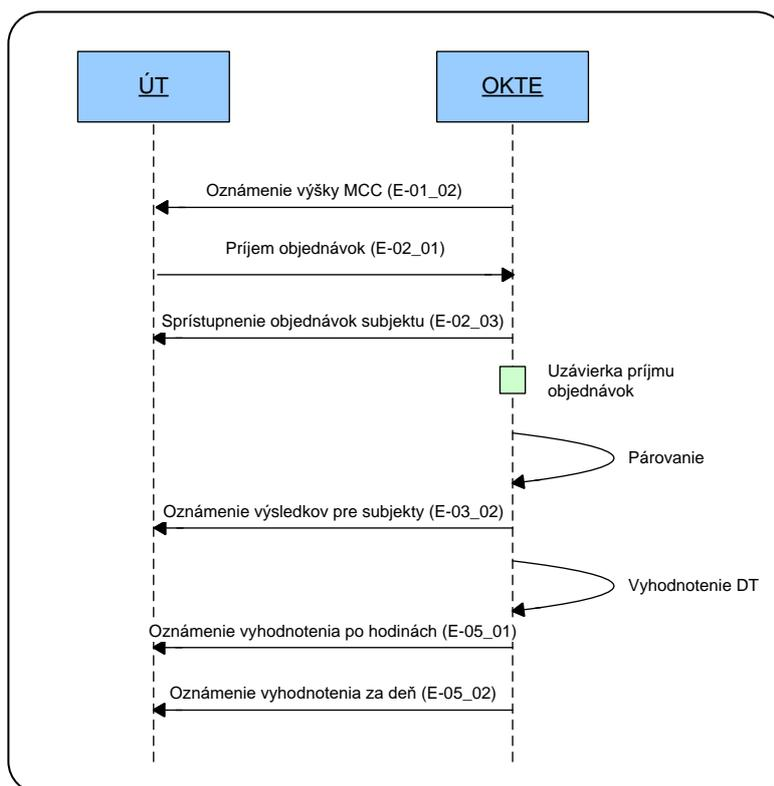 ÚT
OKTE
Oznámenie výšky MCC (E-01_02)
Príjem objednávok (E-02_01)
Sprístupnenie objednávok subjektu (E-02_03)
Uzávierka príjmu
objednávok
Párovanie
Oznámenie výsledkov pre subjekty (E-03_02)
Vyhodnotenie DT
Oznámenie vyhodnotenia po hodinách (E-05_01)
Oznámenie vyhodnotenia za deň (E-05_02)